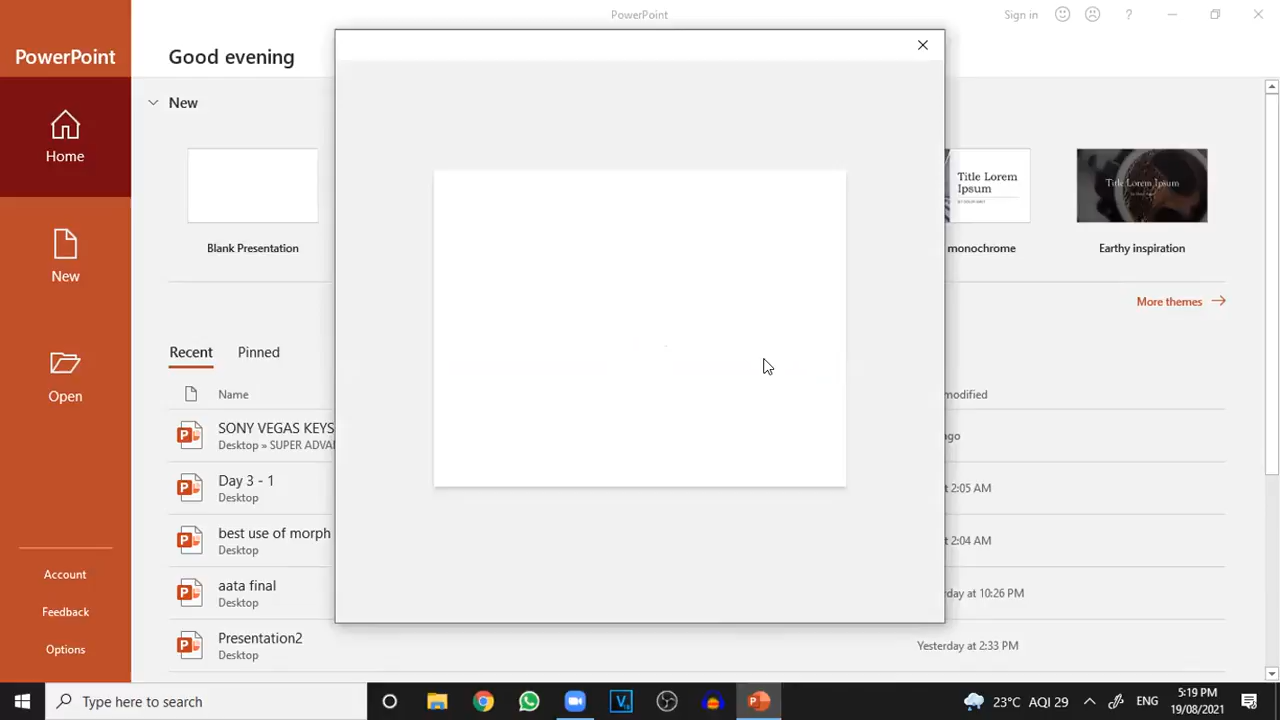 PowerPoint
Sign in
?
PowerPoint
Good evening
New
Home
New
Open
Account
Feedback
Options
Blank Presentation
Title Lorem
Ipsum
monochrome
Title Lorem Ipsum
Earthy inspiration
More themes
Recent
Pinned
Name
modified
SONY VEGAS KEYS
Desktop » SUPER ADVA
ago
Day 3 - 1
Desktop
t 2:05 AM
best use of morph
Desktop
t 2:04 AM
aata final
Desktop
day at 10:26 PM
Presentation2
Desktop
Yesterday at 2:33 PM
Type here to search
23°C AQI 29
ENG
5:19 PM
19/08/2021